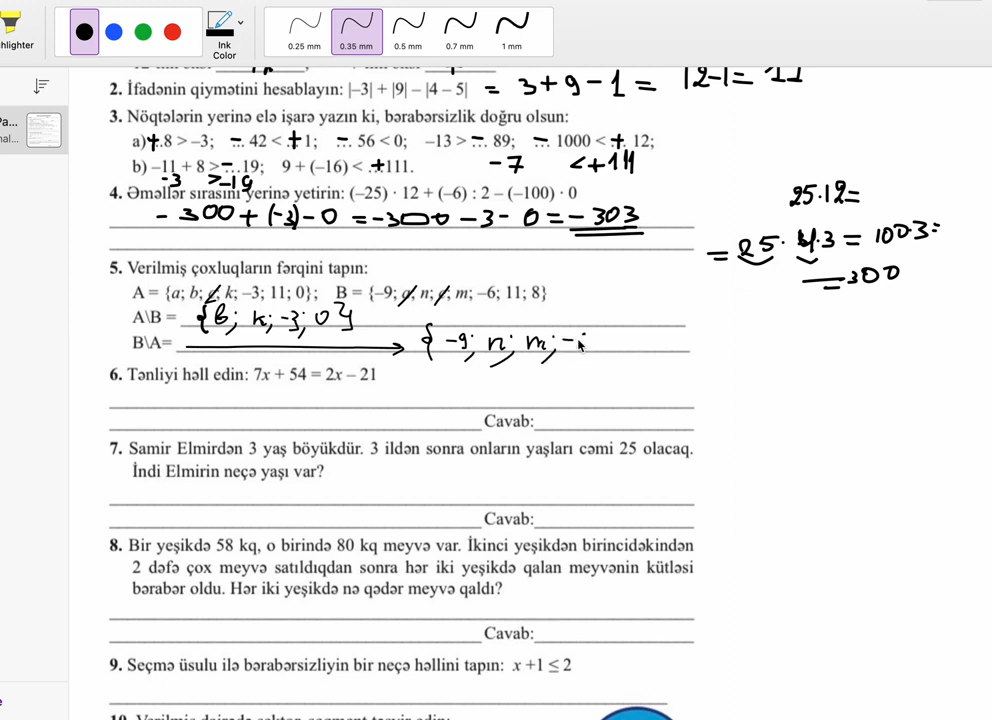 hlighter
Ink
Color
0.25 mm 0.35 mm 0.5 mm 0.7 mm 1 mm
Pa...
nal...
2. İfadənin qiymətini hesablayın: |–3| + |9| – |4 – 5| = 3+9–1= 12–1= 11
3. Nöqtələrin yerinə elə işarə yazın ki, bərabərsizlik doğru olsun:
a) + 8 > –3; – 42 < + 1; – 56 < 0; –13 > – 89; – 1000 < + 12;
b) –11 + 8 > – 19; 9 + (–16) < + 111. –7 <+111
–3 >–19
4. Əməllər sırasını yerinə yetirin: (–25) · 12 + (–6) : 2 – (–100) · 0
– 300 + (–3) – 0 = –300 – 3 – 0 = – 303
25·12=
= 25 · 4·3 = 100·3=
=300
5. Verilmiş çoxluqların fərqini tapın:
A = {a; b; c; k; –3; 11; 0}; B = {–9; a; n; c; m; –6; 11; 8}
A\B = {b; k; –3; 0}
B\A= { –9; n; m; –
6. Tənliyi həll edin: 7x + 54 = 2x – 21
Cavab:
7. Samir Elmirdən 3 yaş böyükdür. 3 ildən sonra onların yaşları cəmi 25 olacaq.
İndi Elmirin neçə yaşı var?
Cavab:
8. Bir yeşikdə 58 kq, o birində 80 kq meyvə var. İkinci yeşikdən birincidəkindən
2 dəfə çox meyvə satıldıqdan sonra hər iki yeşikdə qalan meyvənin kütləsi
bərabər oldu. Hər iki yeşikdə nə qədər meyvə qaldı?
Cavab:
9. Seçmə üsulu ilə bərabərsizliyin bir neçə həllini tapın: x +1 ≤ 2